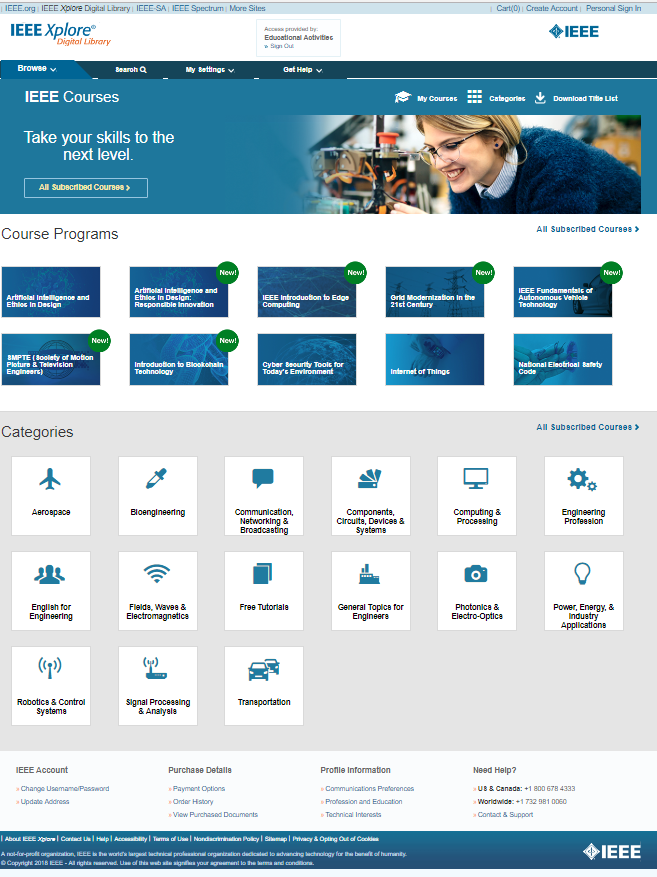 | IEEE.org | IEEE Xplore Digital Library | IEEE-SA | IEEE Spectrum | More Sites
| Cart(0) | Create Account | Personal Sign In
IEEE Xplore®
Digital Library
Access provided by:
Educational Activities
» Sign Out
IEEE
Browse
Search
My Settings
Get Help
IEEE Courses
My Courses
Categories
Download Title List
Take your skills to the
next level.
All Subscribed Courses
Course Programs
All Subscribed Courses
Artificial Intelligence and
Ethics in Design
New!
Artificial Intelligence and
Ethics in Design:
Responsible Innovation
New!
IEEE Introduction to Edge
Computing
New!
Grid Modernization in the
21st Century
New!
IEEE Fundamentals of
Autonomous Vehicle
Technology
New!
SMPTE (Society of Motion
Picture & Television
Engineers)
New!
Introduction to Blockchain
Technology
Cyber Security Tools for
Today's Environment
Internet of Things
National Electrical Safety
Code
Categories
All Subscribed Courses
Aerospace
Bioengineering
Communication,
Networking &
Broadcasting
Components,
Circuits, Devices &
Systems
Computing &
Processing
Engineering
Profession
English for
Engineering
Fields, Waves &
Electromagnetics
Free Tutorials
General Topics for
Engineers
Photonics &
Electro-Optics
Power, Energy, &
Industry
Applications
Robotics & Control
Systems
Signal Processing
& Analysis
Transportation
IEEE Account
» Change Username/Password
» Update Address
Purchase Details
» Payment Options
» Order History
» View Purchased Documents
Profile Information
» Communications Preferences
» Profession and Education
» Technical Interests
Need Help?
» US & Canada: +1 800 678 4333
» Worldwide: +1 732 981 0060
» Contact & Support
| About IEEE Xplore | Contact Us | Help | Accessibility | Terms of Use | Nondiscrimination Policy | Sitemap | Privacy & Opting Out of Cookies
A not-for-profit organization, IEEE is the world's largest technical professional organization dedicated to advancing technology for the benefit of humanity.
© Copyright 2018 IEEE - All rights reserved. Use of this web site signifies your agreement to the terms and conditions.
IEEE